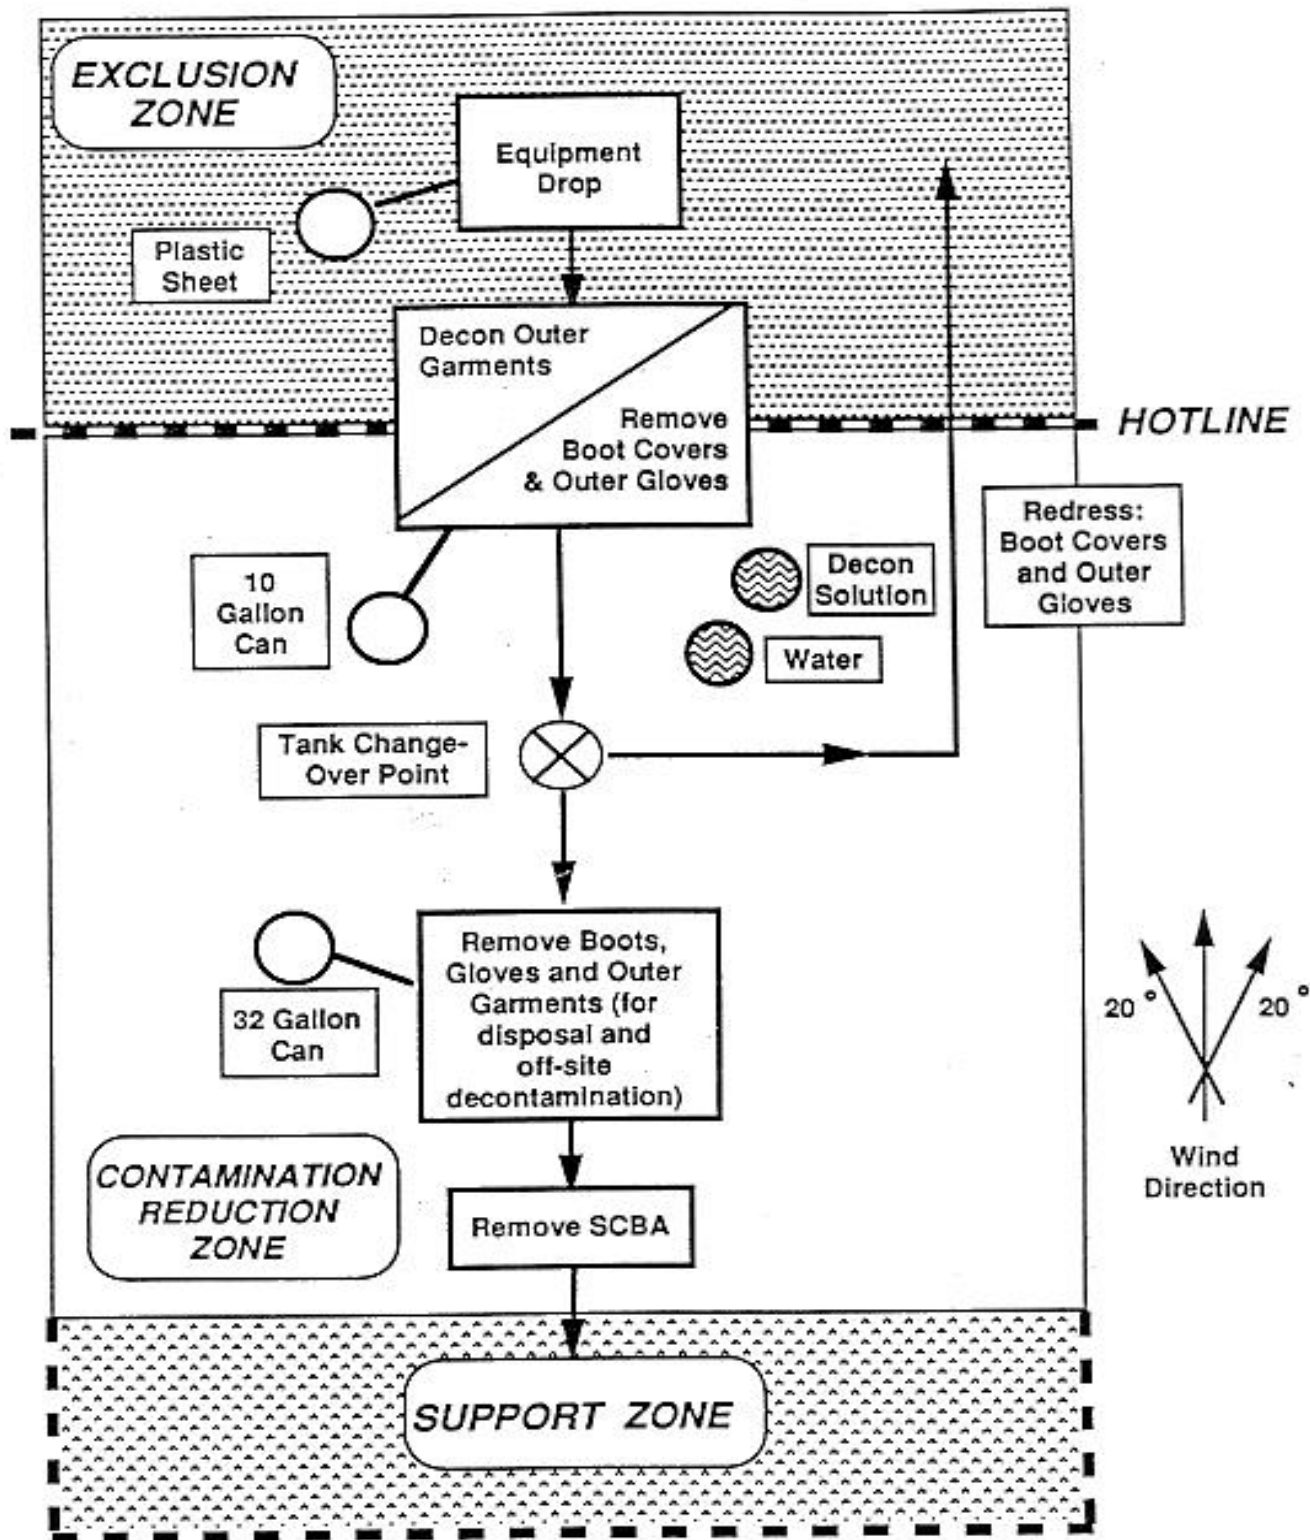 EXCLUSION
ZONE
Equipment
Drop
Plastic
Sheet
Decon Outer
Garments
Remove
Boot Covers
& Outer Gloves
HOTLINE
Redress:
Boot Covers
and Outer
Gloves
10
Gallon
Can
Decon
Solution
Water
Tank Change-
Over Point
32 Gallon
Can
Remove Boots,
Gloves and Outer
Garments (for
disposal and
off-site
decontamination)
20° 20°
Wind
Direction
CONTAMINATION
REDUCTION
ZONE
Remove SCBA
SUPPORT ZONE